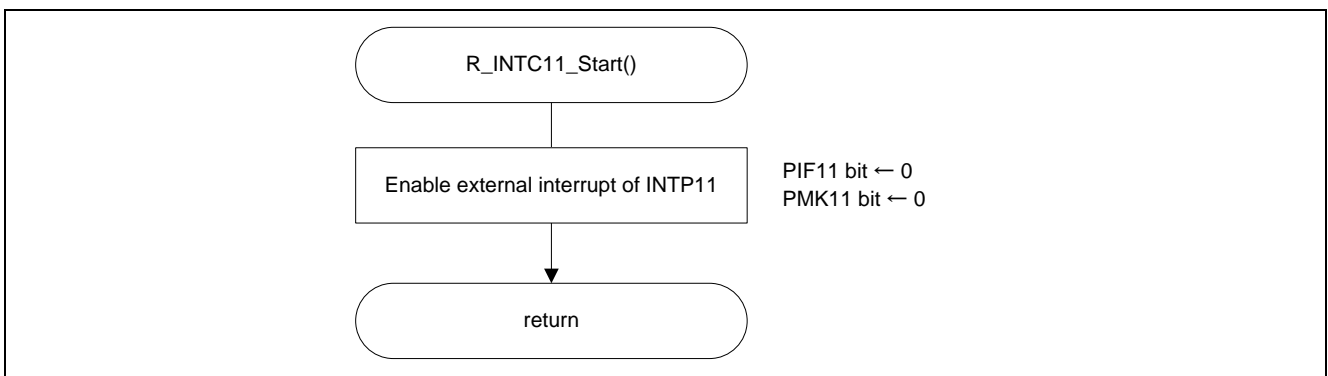 R_INTC11_Start()
Enable external interrupt of INTP11
PIF11 bit ← 0
PMK11 bit ← 0
return